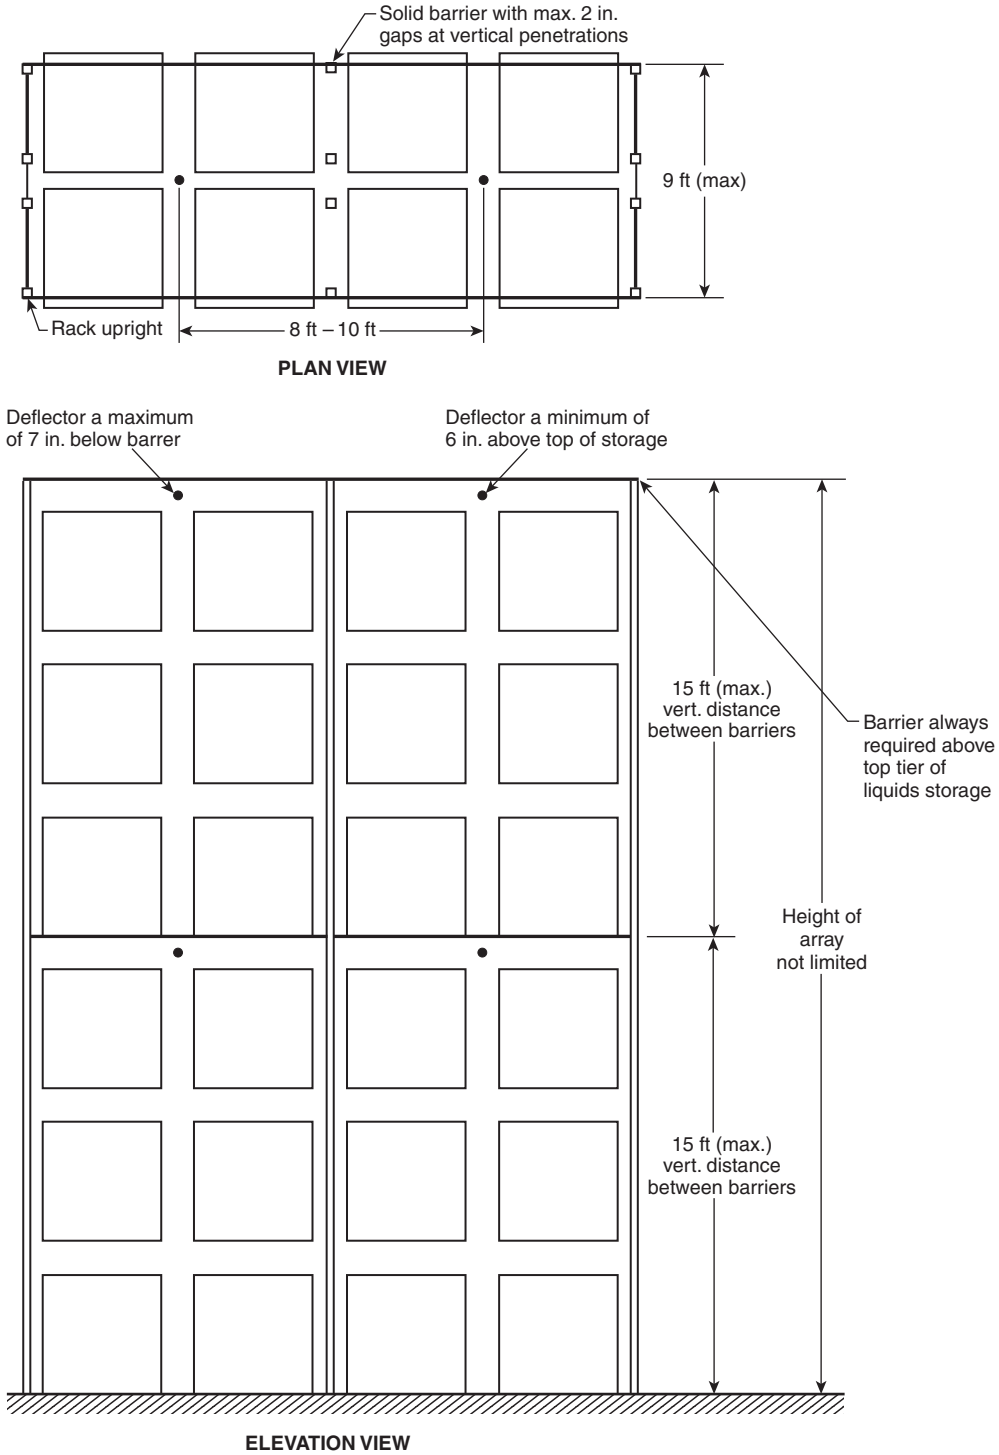 Solid barrier with max. 2 in.
gaps at vertical penetrations
9 ft (max)
Rack upright
8 ft – 10 ft
PLAN VIEW
Deflector a maximum
of 7 in. below barrer
Deflector a minimum of
6 in. above top of storage
15 ft (max.)
vert. distance
between barriers
Barrier always
required above
top tier of
liquids storage
Height of
array
not limited
15 ft (max.)
vert. distance
between barriers
ELEVATION VIEW